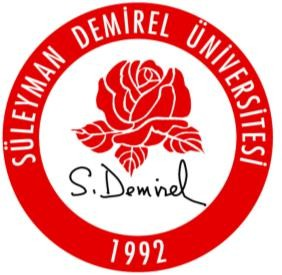 SÜLEYMAN DEMİREL ÜNİVERSİTESİ
S. Demirel
1992